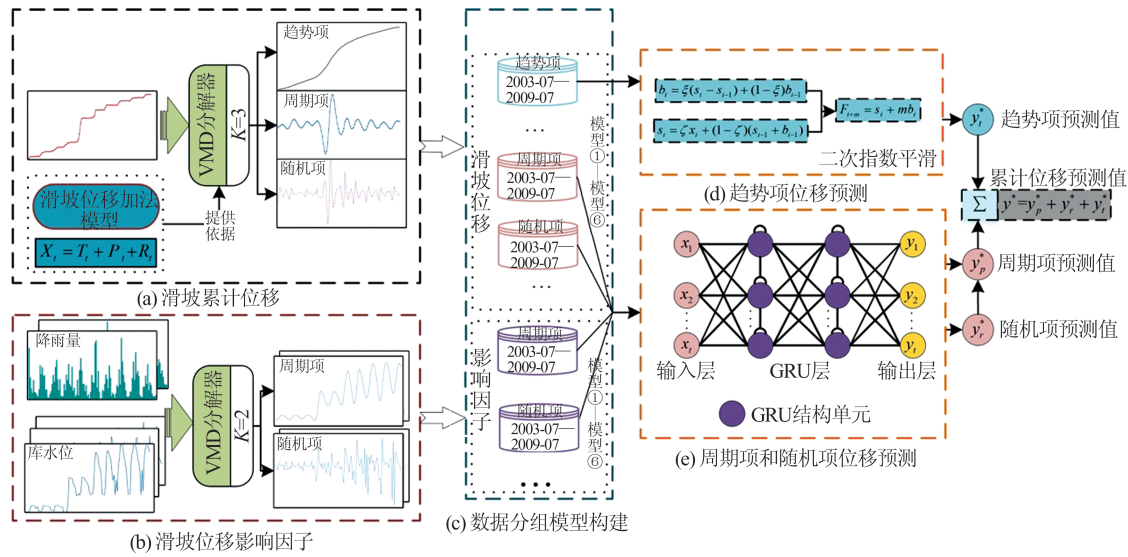 趋势项
周期项
随机项
VMD分解器
K=3
滑坡位移加法
模型
提供
依据
X_t = T_t + P_t + R_t
(a) 滑坡累计位移
降雨量
库水位
VMD分解器
K=2
周期项
随机项
(b) 滑坡位移影响因子
滑坡位移
趋势项
2003-07—
2009-07
...
周期项
2003-07—
2009-07
随机项
2003-07—
2009-07
...
模型①—模型⑥
影响因子
周期项
2003-07—
2009-07
随机项
2003-07—
2009-07
...
模型①—模型⑥
(c) 数据分组模型构建
b_t = ξ(s_t − s_{t−1}) + (1−ξ)b_{t−1}
s_t = ζx_t + (1−ζ)(s_{t−1} + b_{t−1})
F_{t+m} = s_t + mb_t
二次指数平滑
(d) 趋势项位移预测
x_1
x_2
x_t
y_1
y_2
y_t
输入层
GRU层
输出层
GRU结构单元
(e) 周期项和随机项位移预测
y_t^* 趋势项预测值
累计位移预测值
Σ y^*=y_p^*+y_r^*+y_t^*
y_p^* 周期项预测值
y_r^* 随机项预测值